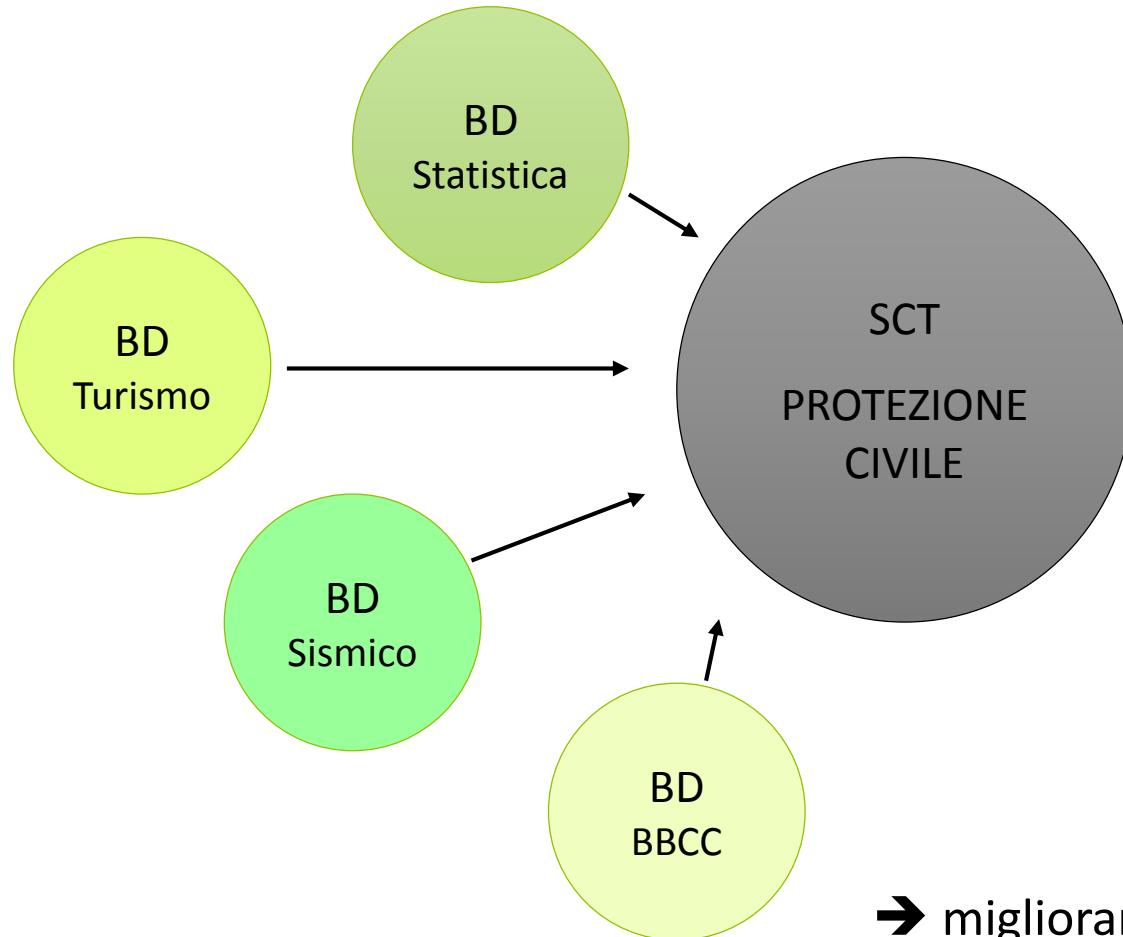 BD
Statistica
BD
Turismo
SCT
PROTEZIONE
CIVILE
BD
Sismico
BD
BBCC
➔